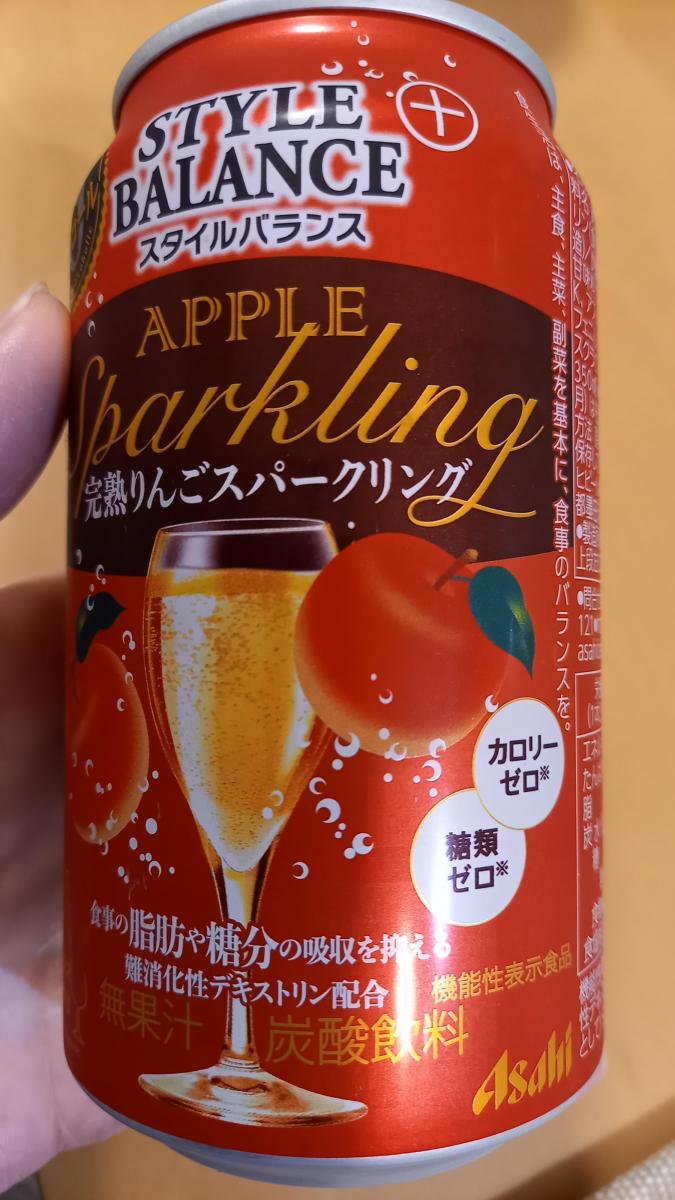 STYLE
BALANCE
スタイルバランス
APPLE
Sparkling
完熟りんごスパークリング
カロリー
ゼロ※
糖類
ゼロ※
食事の脂肪や糖分の吸収を抑える
難消化性デキストリン配合
機能性表示食品
無果汁 炭酸飲料
Asahi
食生活は、主食、主菜、副菜を基本に、食事のバランスを。